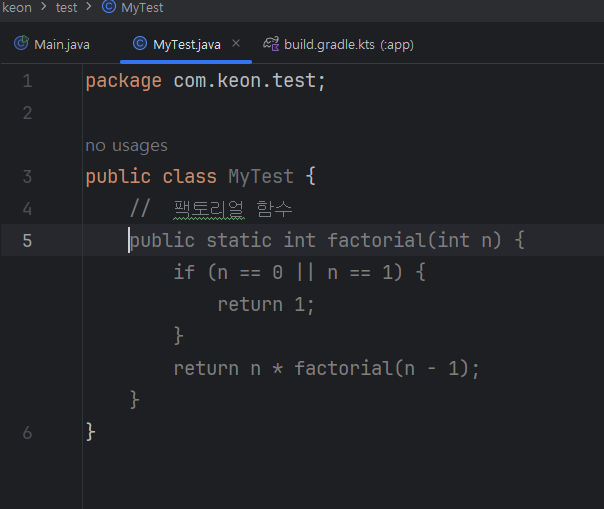 keon > test > MyTest
Main.java MyTest.java × build.gradle.kts (:app)
1 package com.keon.test;
2
no usages
3 public class MyTest {
4 // 팩토리얼 함수
5 public static int factorial(int n) {
if (n == 0 || n == 1) {
return 1;
}
return n * factorial(n - 1);
}
6 }